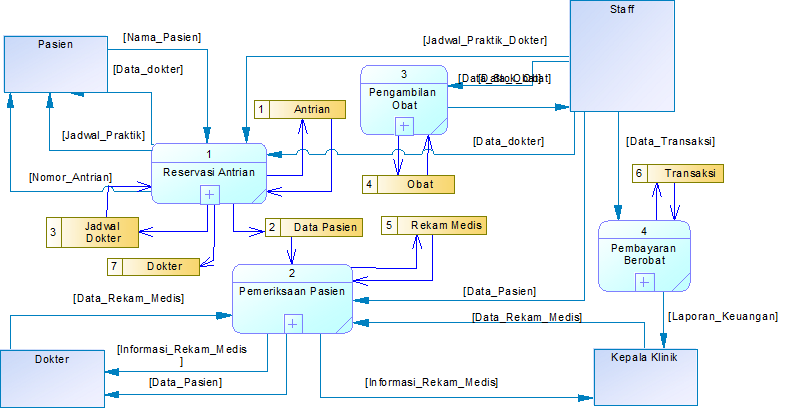 Staff
[Nama_Pasien]
[Jadwal_Praktik_Dokter]
Pasien
[Data_dokter]
3
Pengambilan
Obat
1
Antrian
[Jadwal_Praktik]
[Data_dokter]
[Data_Transaksi]
1
Reservasi Antrian
[Nomor_Antrian]
4
Obat
6
Transaksi
3
Jadwal
Dokter
2
Data Pasien
5
Rekam Medis
4
Pembayaran
Berobat
7
Dokter
2
Pemeriksaan Pasien
[Data_Rekam_Medis]
[Data_Pasien]
[Data_Rekam_Medis]
[Laporan_Keuangan]
Dokter
[Informasi_Rekam_Medis
]
[Data_Pasien]
[Informasi_Rekam_Medis]
Kepala Klinik